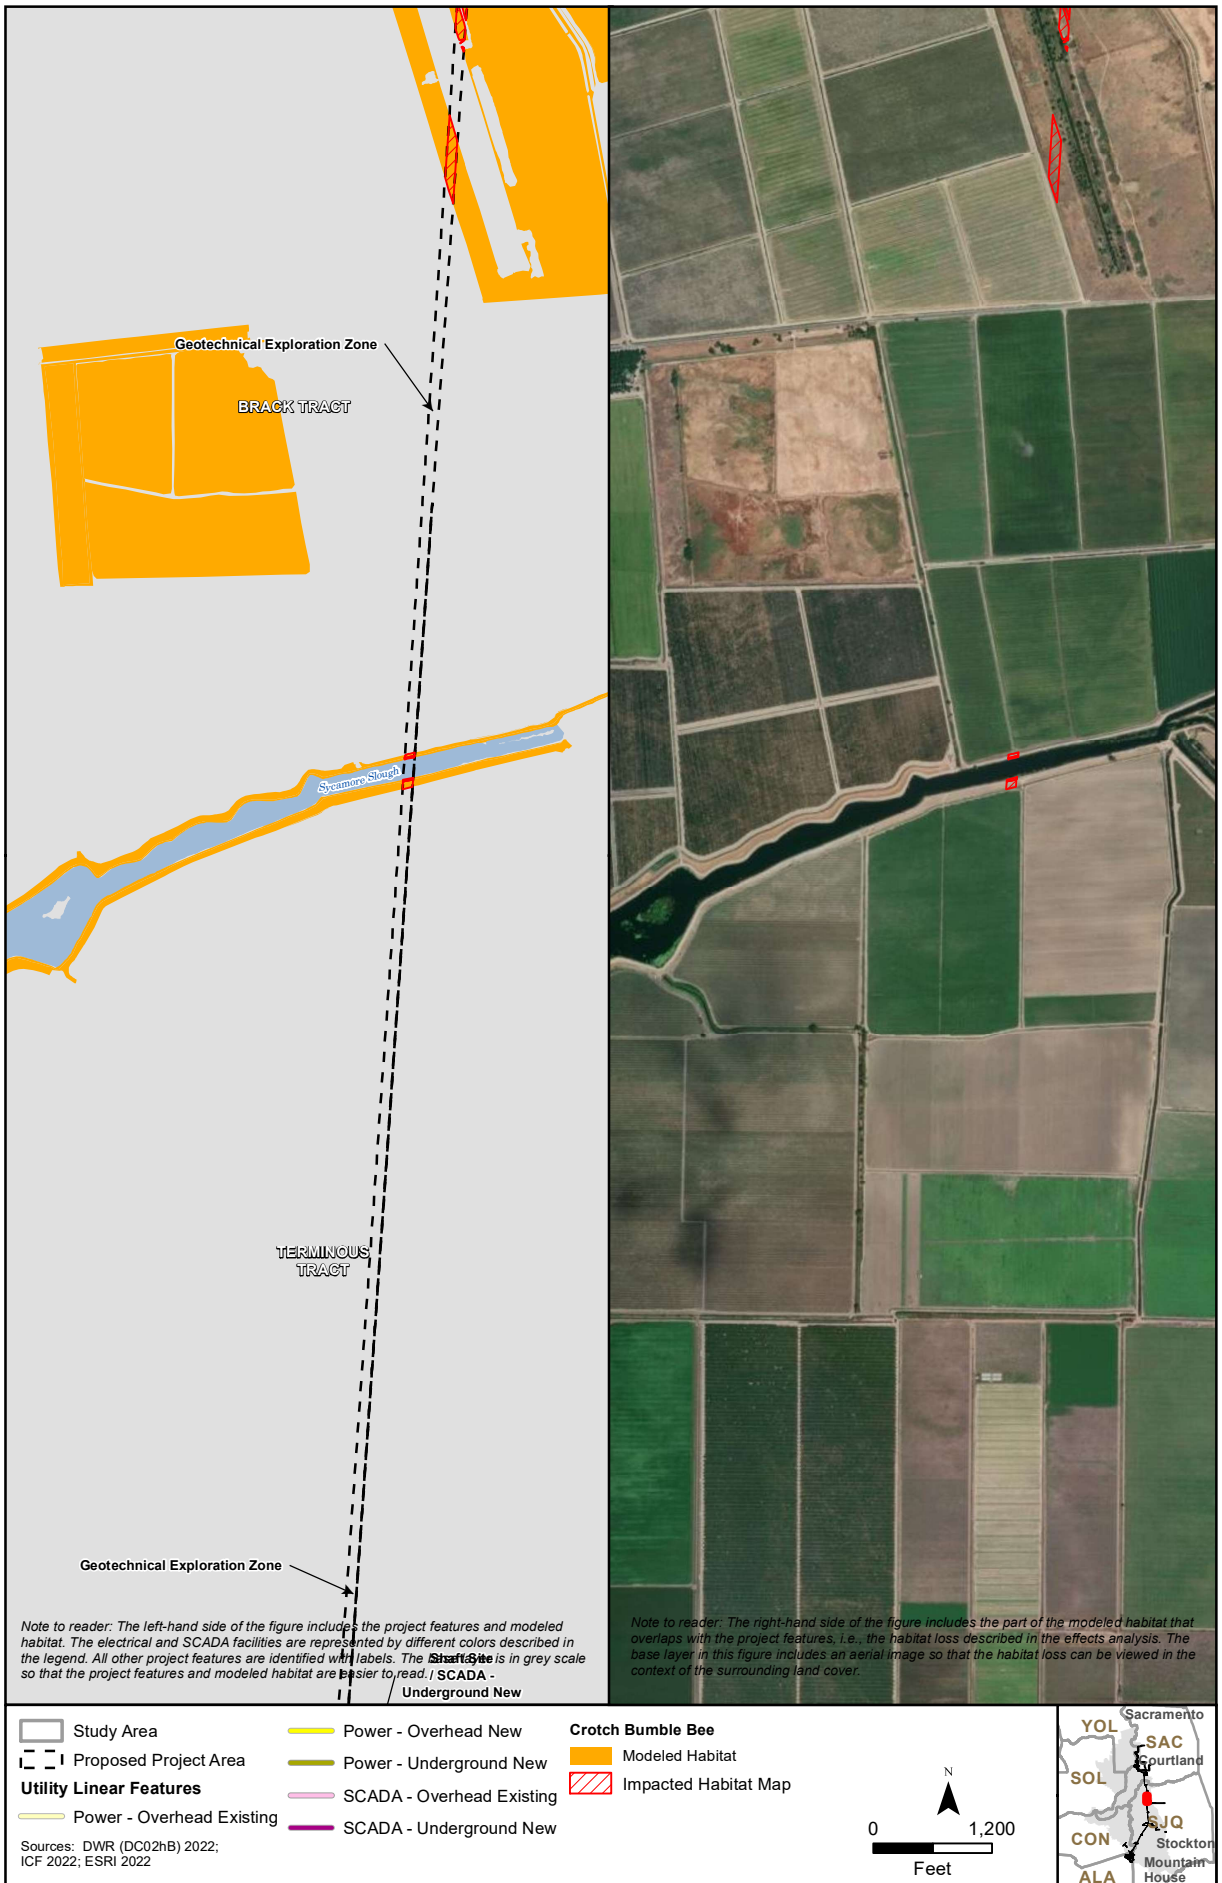 Geotechnical Exploration Zone
BRACK TRACT
Sycamore Slough
TERMINOUS
TRACT
Geotechnical Exploration Zone
Note to reader: The left-hand side of the figure includes the project features and modeled
habitat. The electrical and SCADA facilities are represented by different colors described in
the legend. All other project features are identified with labels. The base layer is in grey scale
so that the project features and modeled habitat are easier to read.
Shaft Site
/ SCADA -
Underground New
Note to reader: The right-hand side of the figure includes the part of the modeled habitat that
overlaps with the project features, i.e., the habitat loss described in the effects analysis. The
base layer in this figure includes an aerial image so that the habitat loss can be viewed in the
context of the surrounding land cover.
Study Area
Proposed Project Area
Utility Linear Features
Power - Overhead Existing
Sources: DWR (DC02hB) 2022;
ICF 2022; ESRI 2022
Power - Overhead New
Power - Underground New
SCADA - Overhead Existing
SCADA - Underground New
Crotch Bumble Bee
Modeled Habitat
Impacted Habitat Map
N
0 1,200
Feet
Sacramento
YOL
SAC
Courtland
SOL
SJQ
CON
Stockton
Mountain
House
ALA